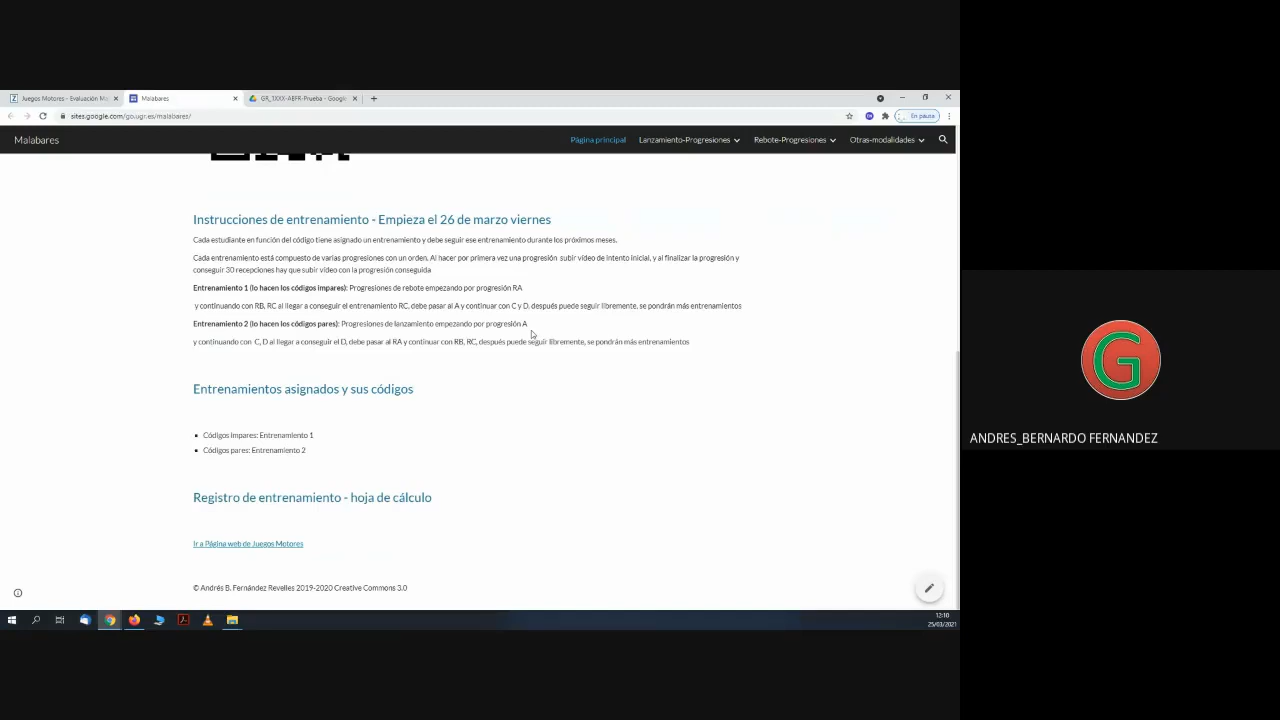 Juegos Motores - Evaluación Mo
Malabares
GR_1XXX-ABFR-Prueba - Google
sites.google.com/go.ugr.es/malabares/
En pausa
Malabares
Página principal
Lanzamiento-Progresiones
Rebote-Progresiones
Otras-modalidades
Instrucciones de entrenamiento - Empieza el 26 de marzo viernes
Cada estudiante en función del código tiene asignado un entrenamiento y debe seguir ese entrenamiento durante los próximos meses.
Cada entrenamiento está compuesto de varias progresiones con un orden. Al hacer por primera vez una progresión subir vídeo de intento inicial, y al finalizar la progresión y
conseguir 30 recepciones hay que subir vídeo con la progresión conseguida
Entrenamiento 1 (lo hacen los códigos impares): Progresiones de rebote empezando por progresión RA
y continuando con RB, RC al llegar a conseguir el entrenamiento RC, debe pasar al A y continuar con C y D. después puede seguir libremente, se pondrán más entrenamientos
Entrenamiento 2 (lo hacen los códigos pares): Progresiones de lanzamiento empezando por progresión A
y continuando con C, D al llegar a conseguir el D, debe pasar al RA y continuar con RB, RC, después puede seguir libremente, se pondrán más entrenamientos
Entrenamientos asignados y sus códigos
Códigos impares: Entrenamiento 1
Códigos pares: Entrenamiento 2
Registro de entrenamiento - hoja de cálculo
Ir a Página web de Juegos Motores
© Andrés B. Fernández Revelles 2019-2020 Creative Commons 3.0
12:10
25/03/2021
G
ANDRES_BERNARDO FERNANDEZ